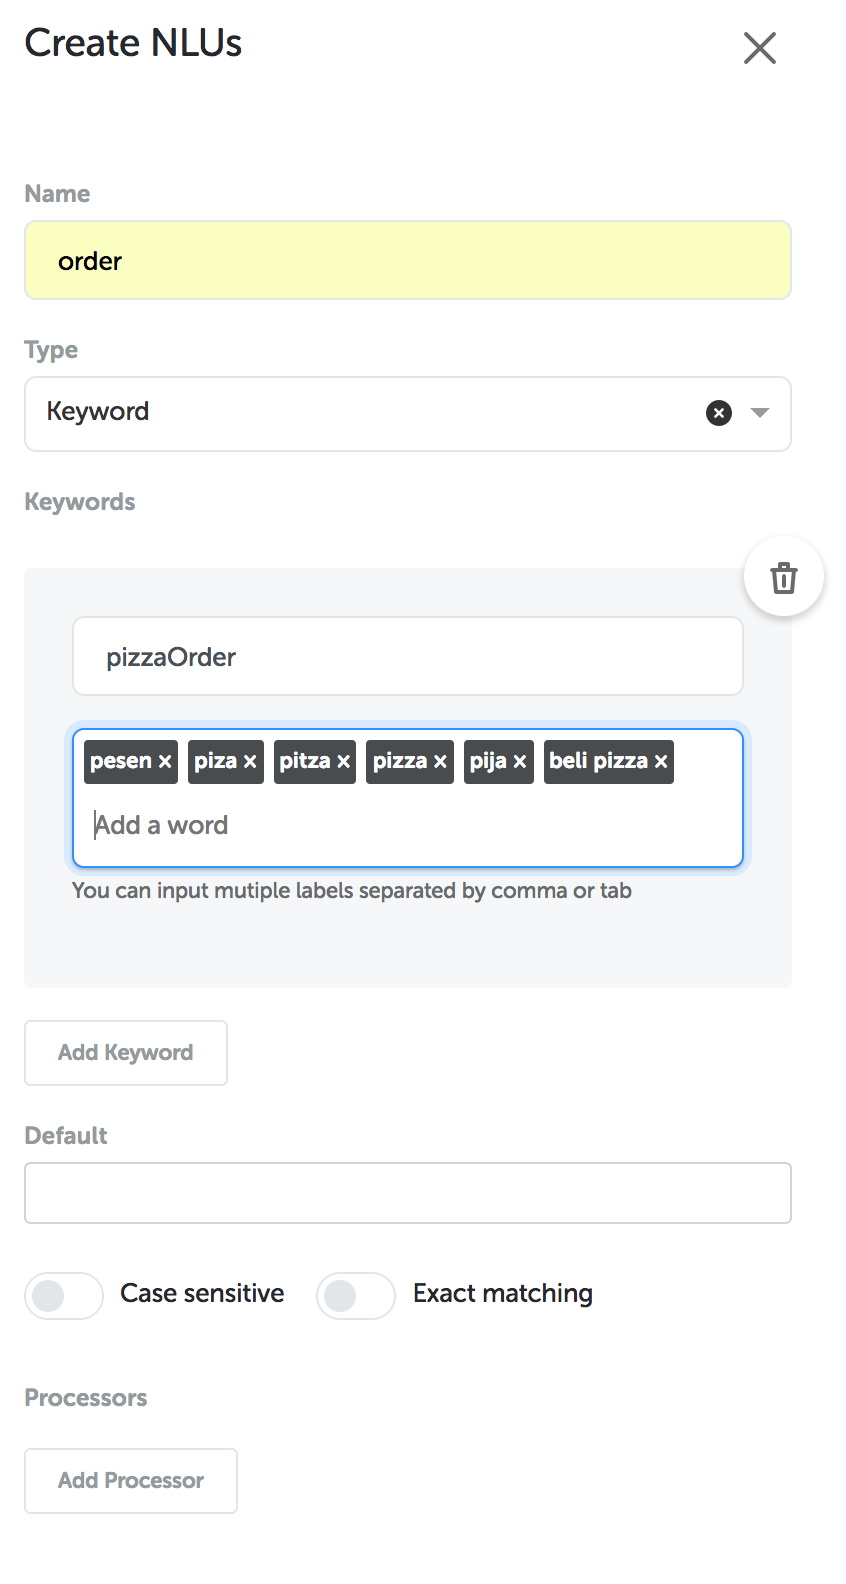 Create NLUs
Name
order
Type
Keyword
Keywords
pizzaOrder
pesen × piza × pitza × pizza × pija × beli pizza ×
Add a word
You can input mutiple labels separated by comma or tab
Add Keyword
Default
Case sensitive Exact matching
Processors
Add Processor